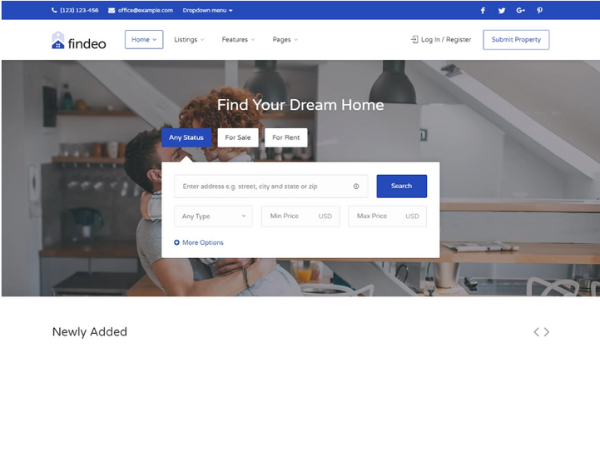 (123) 123-456 office@example.com Dropdown menu
findeo Home Listings Features Pages Log In / Register Submit Property
Find Your Dream Home
Any Status For Sale For Rent
Enter address e.g. street, city and state or zip Search
Any Type Min Price USD Max Price USD
More Options
Newly Added